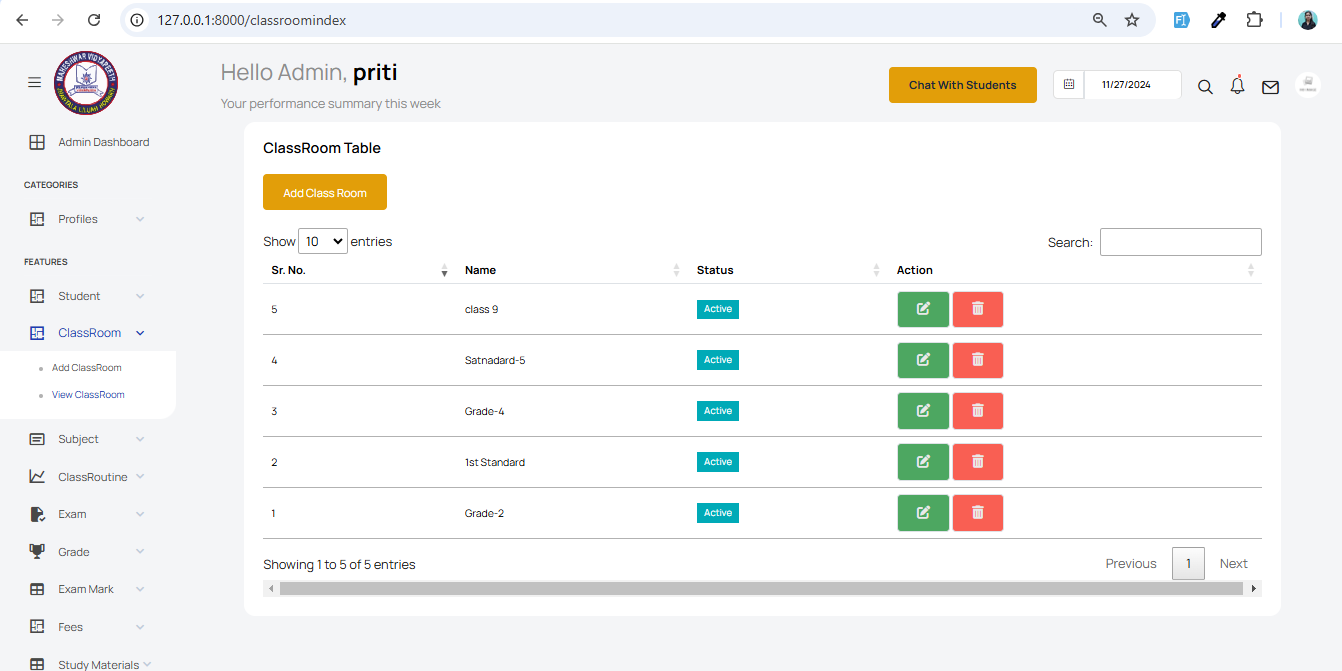 127.0.0.1:8000/classroomindex
Hello Admin, priti
Your performance summary this week
Chat With Students
11/27/2024
Admin Dashboard
CATEGORIES
Profiles
FEATURES
Student
ClassRoom
Add ClassRoom
View ClassRoom
Subject
ClassRoutine
Exam
Grade
Exam Mark
Fees
Study Materials
ClassRoom Table
Add Class Room
Show 10 entries
Search:
Sr. No. Name Status Action
5 class 9 Active
4 Satnadard-5 Active
3 Grade-4 Active
2 1st Standard Active
1 Grade-2 Active
Showing 1 to 5 of 5 entries
Previous 1 Next